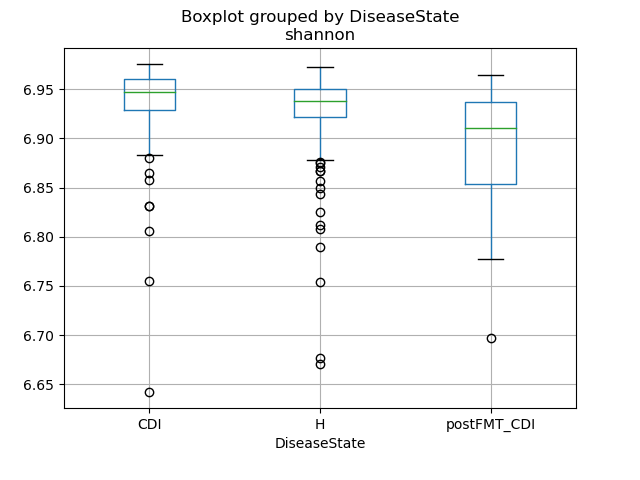 Boxplot grouped by DiseaseState
shannon
6.95
6.90
6.85
6.80
6.75
6.70
6.65
CDI
H
postFMT_CDI
DiseaseState